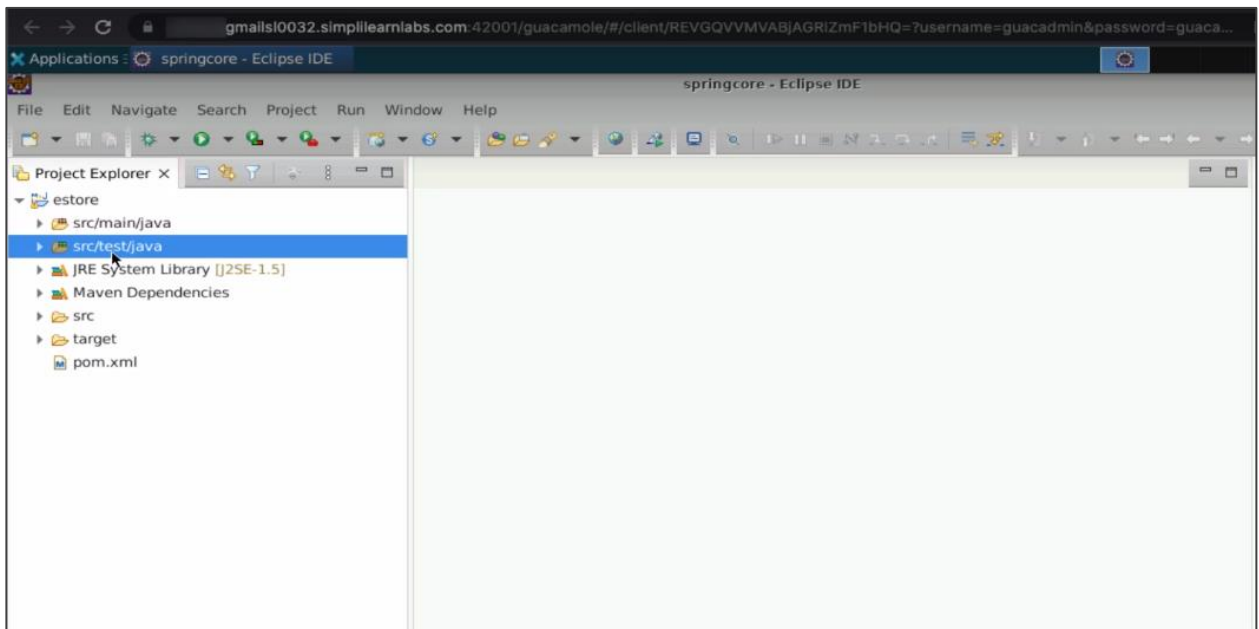 gmailsl0032.simplilearnlabs.com:42001/guacamole/#/client/REVGQVVMVABjAGRiZmF1bHQ=?username=guacadmin&password=guaca...
Applications springcore - Eclipse IDE
springcore - Eclipse IDE
File Edit Navigate Search Project Run Window Help
Project Explorer
estore
src/main/java
src/test/java
JRE System Library [J2SE-1.5]
Maven Dependencies
src
target
pom.xml